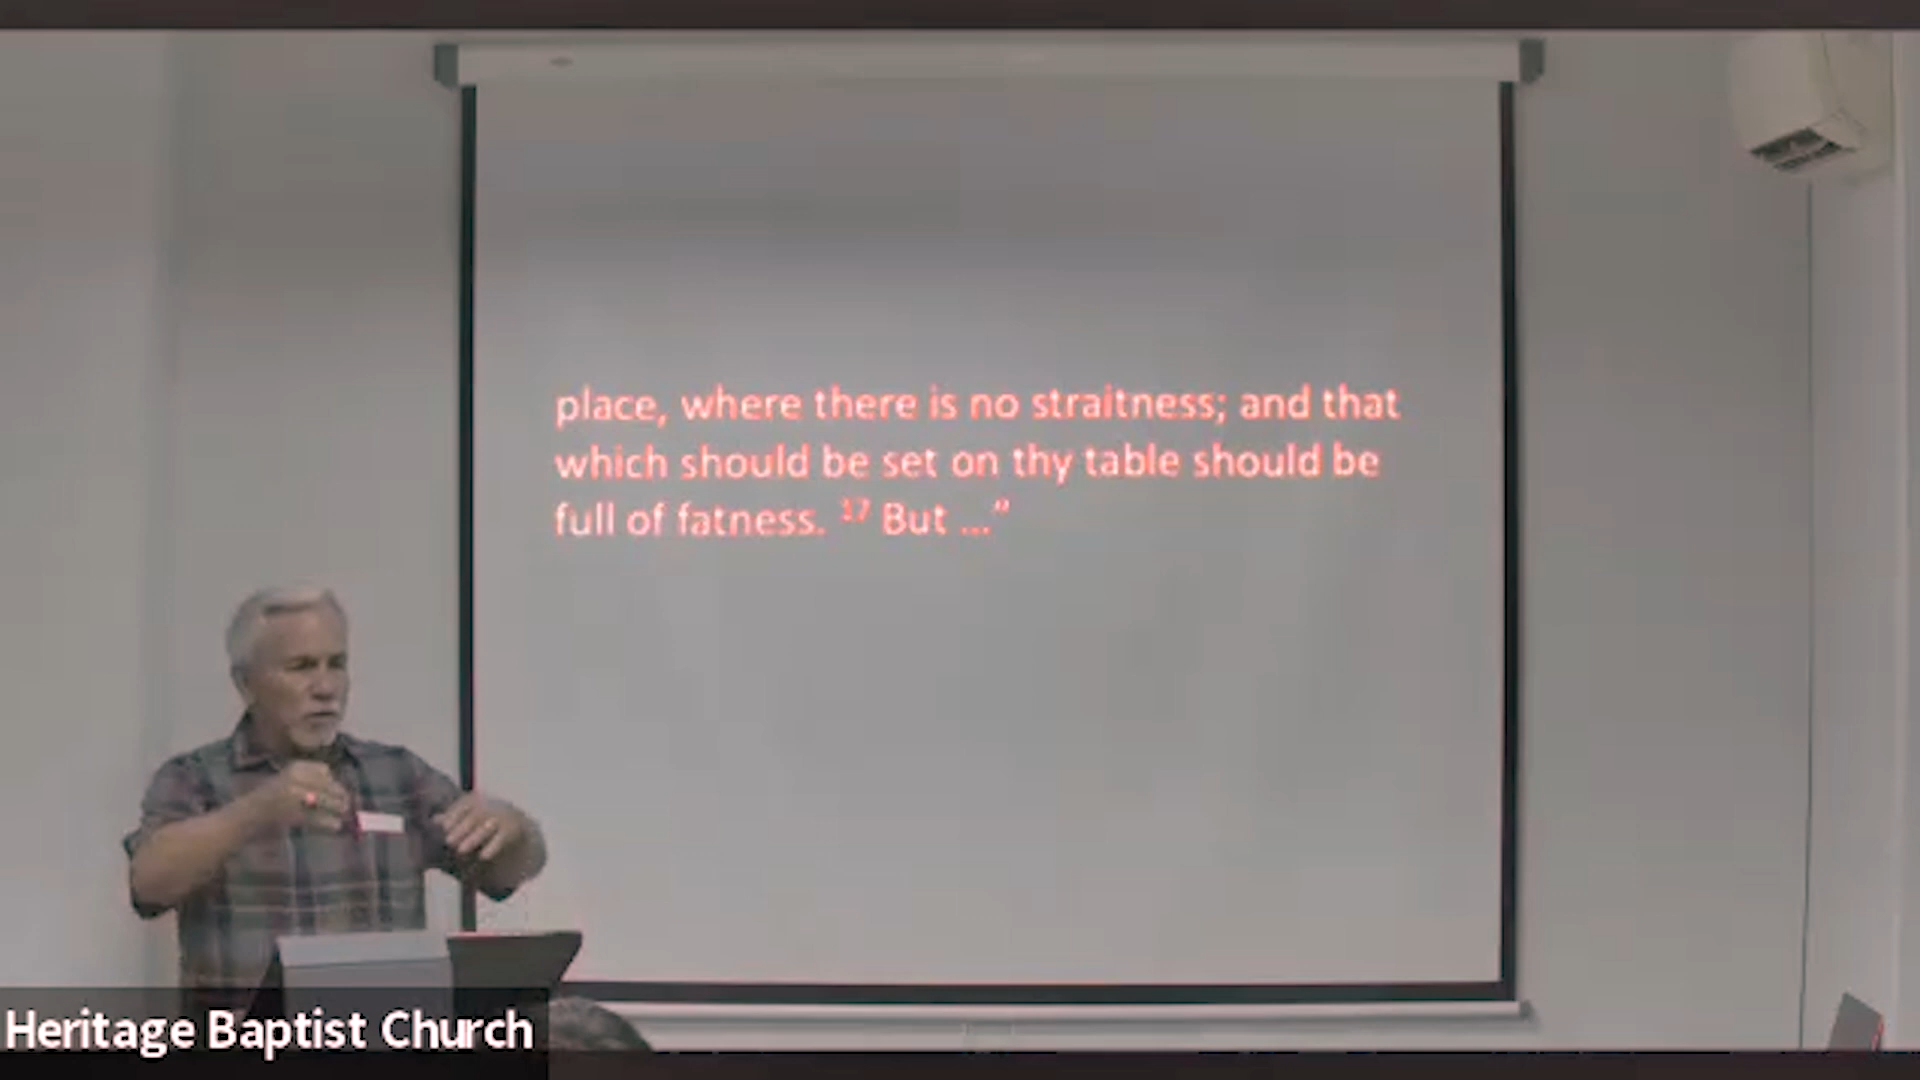 place, where there is no straitness; and that
which should be set on thy table should be
full of fatness. 17 But ..."
Heritage Baptist Church